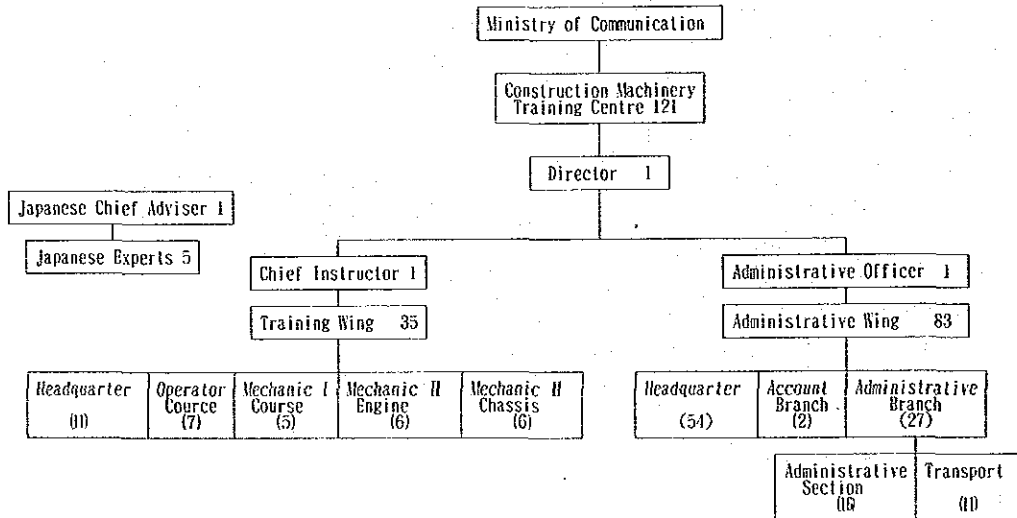 Ministry of Communication
Construction Machinery
Training Centre 121
Director 1
Japanese Chief Adviser 1
Japanese Experts 5
Chief Instructor 1
Administrative Officer 1
Training Wing 35
Administrative Wing 83
Headquarter
(11)
Operator
Cource
(7)
Mechanic I
Course
(5)
Mechanic II
Engine
(6)
Mechanic II
Chassis
(6)
Headquarter
(54)
Account
Branch
(2)
Administrative
Branch
(27)
Administrative
Section
(16)
Transport
(11)